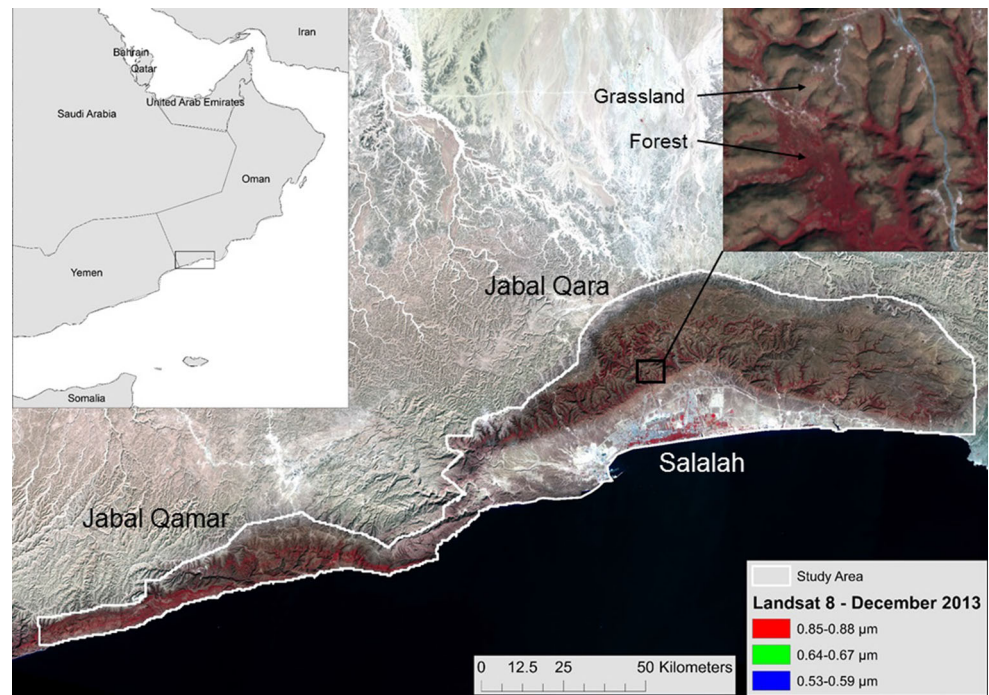 Iran
Bahrain
Qatar
United Arab Emirates
Saudi Arabia
Oman
Yemen
Somalia
Grassland
Forest
Jabal Qara
Salalah
Jabal Qamar
Study Area
Landsat 8 - December 2013
0.85-0.88 µm
0.64-0.67 µm
0.53-0.59 µm
0 12.5 25 50 Kilometers